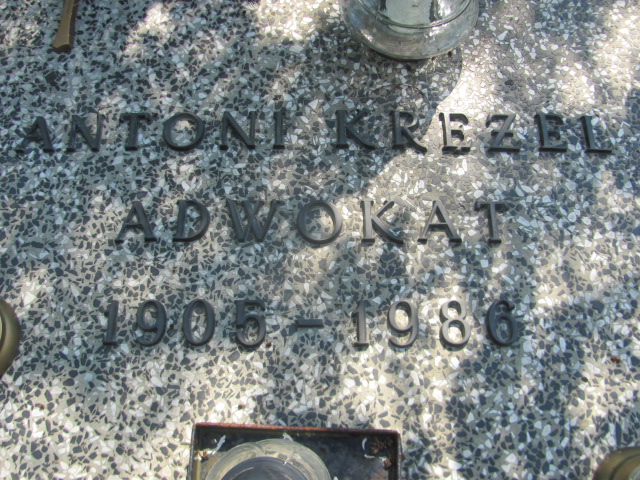 ANTONI KREZEL
ADWOKAT
1905-1986